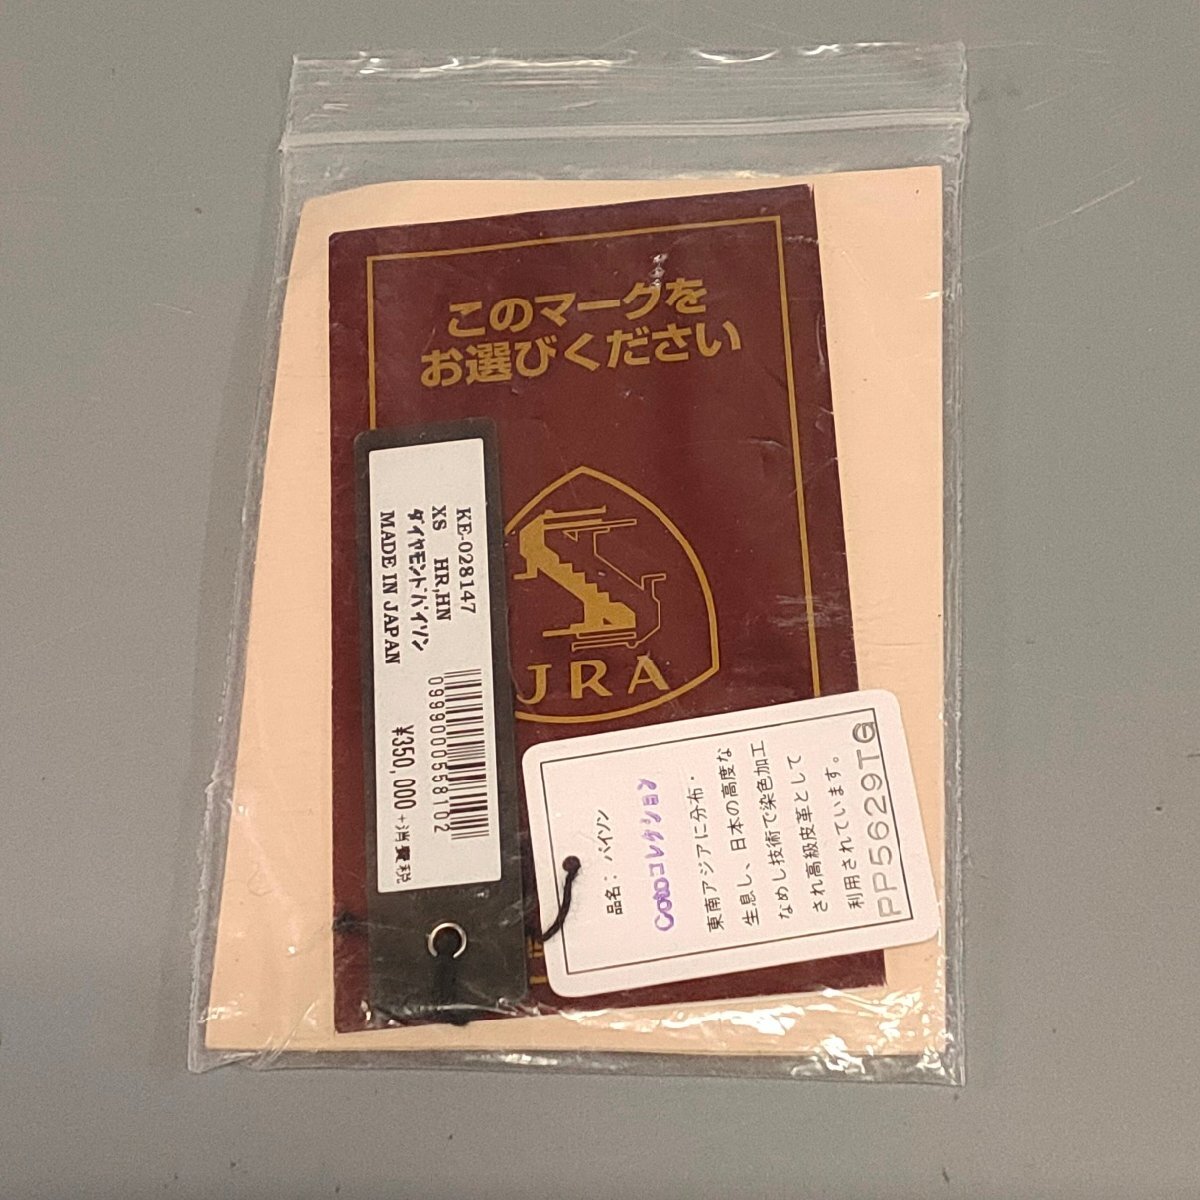 このマークを
お選びください
JRA
KE-028147
XS HR,HN
ダイヤモンドパイソン
MADE IN JAPAN
0999000558102
¥350,000+消費税
品名: パイソン
東南アジアに分布・
生息し、日本の高度な
なめし技術で染色加工
され高級皮革として
利用されています。
PP5629TG